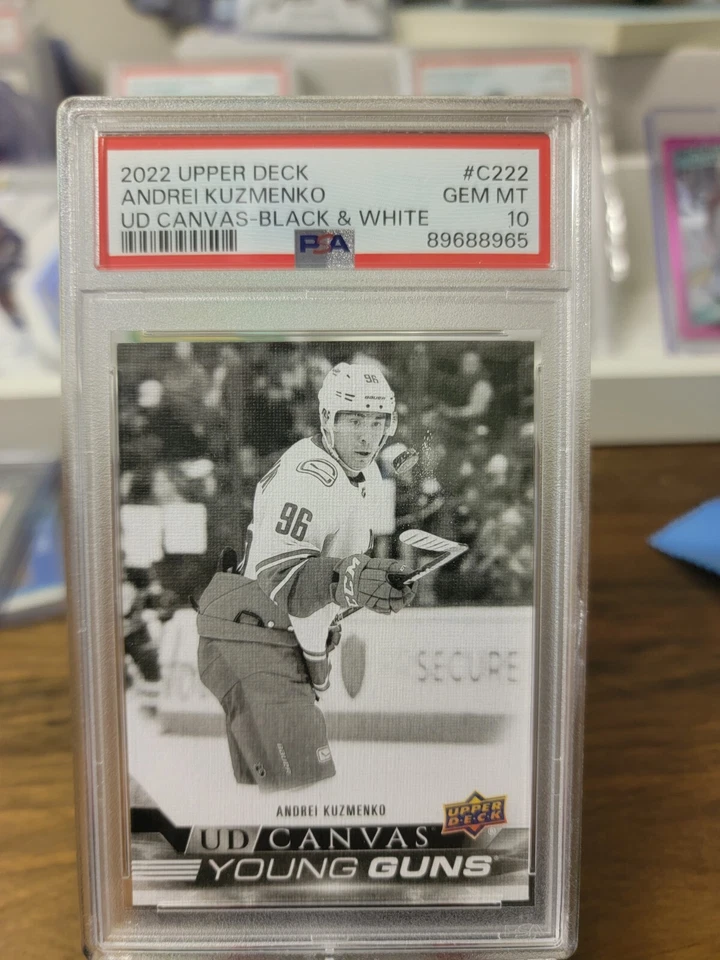 2022 UPPER DECK #C222
ANDREI KUZMENKO GEM MT
UD CANVAS-BLACK & WHITE 10
PSA 89688965
96
96
CCM
SECURE
ANDREI KUZMENKO
UPPER DECK
UD CANVAS
YOUNG GUNS